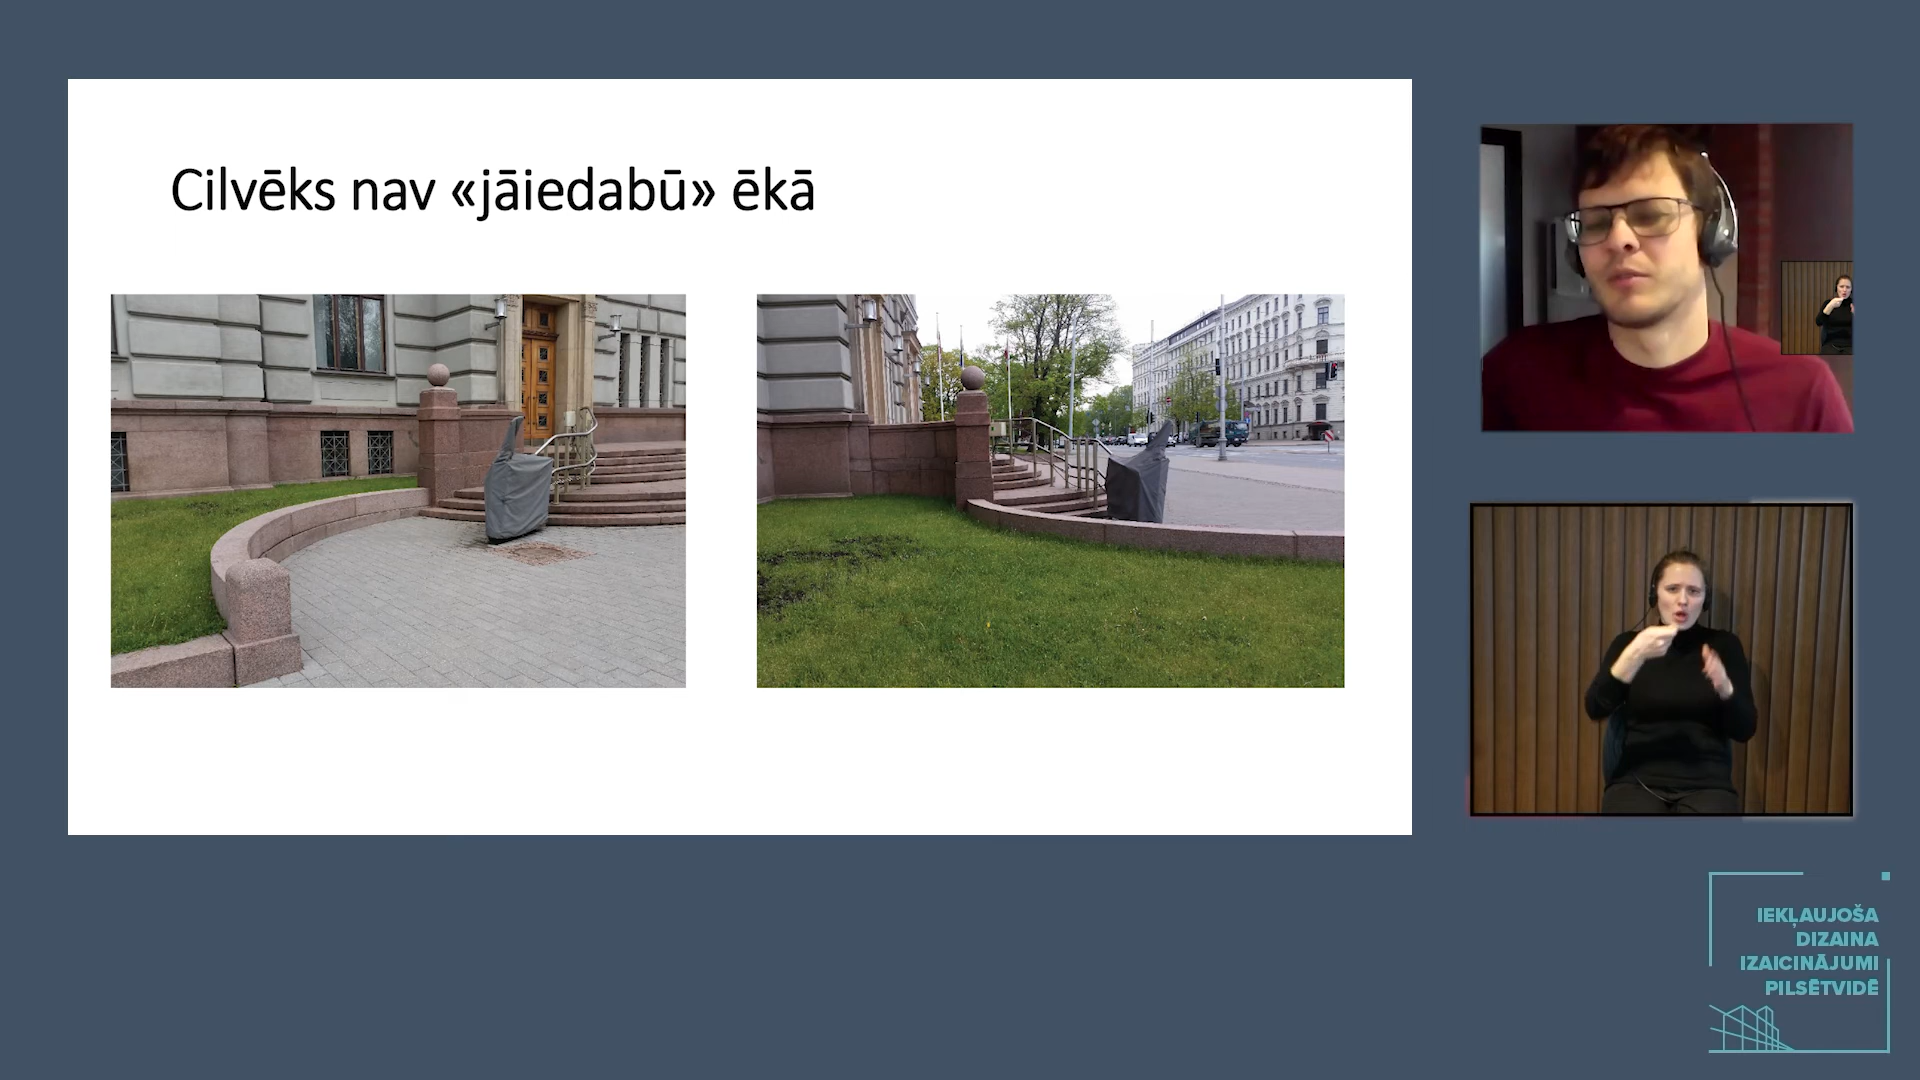 Cilvēks nav «jāiedabū» ēkā
IEKĻAUJOŠA
DIZAINA
IZAICINĀJUMI
PILSĒTVIDĒ